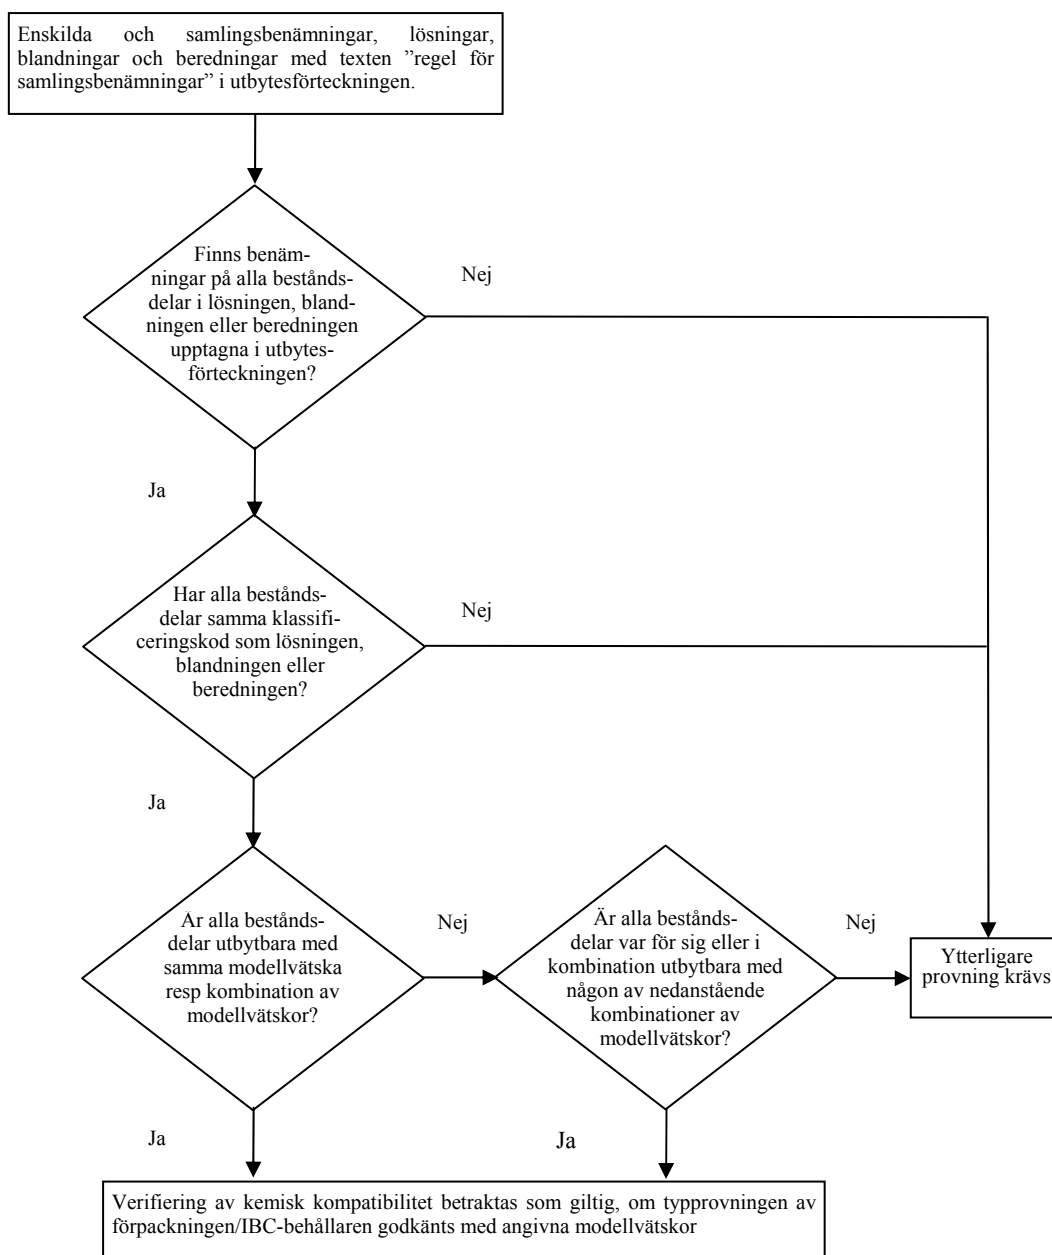 Enskilda och samlingsbenämningar, lösningar,
blandningar och beredningar med texten ”regel för
samlingsbenämningar” i utbytesförteckningen.
Finns benäm-
ningar på alla bestånds-
delar i lösningen, bland-
ningen eller beredningen
upptagna i utbytes-
förteckningen?
Nej
Ja
Har alla bestånds-
delar samma klassifi-
ceringskod som lösningen,
blandningen eller
beredningen?
Nej
Ja
Är alla bestånds-
delar utbytbara med
samma modellvätska
resp kombination av
modellvätskor?
Nej
Är alla bestånds-
delar var för sig eller i
kombination utbytbara med
någon av nedanstående
kombinationer av
modellvätskor?
Nej
Ytterligare
provning krävs
Ja
Ja
Verifiering av kemisk kompatibilitet betraktas som giltig, om typprovningen av
förpackningen/IBC-behållaren godkänts med angivna modellvätskor